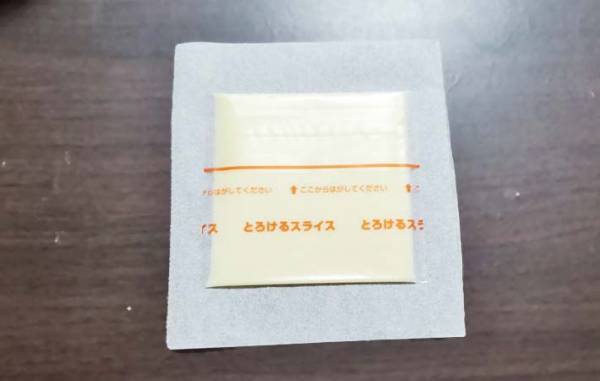 らはがしてください ⬆ ここからはがしてください ⬆ こ
イス とろけるスライス とろけるスラ